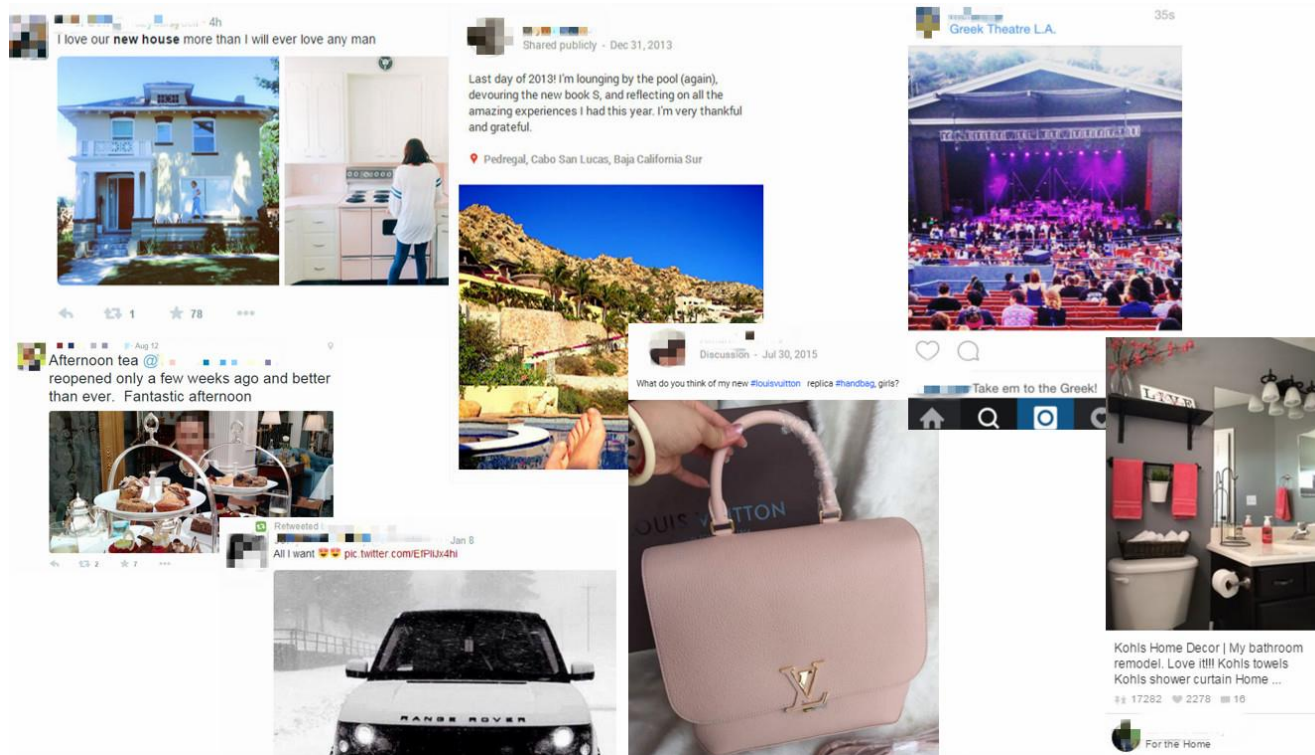 4h
I love our new house more than I will ever love any man
1
78
Aug 12
Afternoon tea @
reopened only a few weeks ago and better
than ever. Fantastic afternoon
2
7
Retweeted
Jan 8
All I want 😍😍 pic.twitter.com/EfPliJx4hi
RANGE ROVER
Shared publicly - Dec 31, 2013
Last day of 2013! I'm lounging by the pool (again),
devouring the new book S, and reflecting on all the
amazing experiences I had this year. I'm very thankful
and grateful.
Pedregal, Cabo San Lucas, Baja California Sur
Discussion - Jul 30, 2015
What do you think of my new #louisvuitton replica #handbag, girls?
OUIS VUITTON
LV
35s
Greek Theatre L.A.
Take em to the Greek!
LIVE
Kohls Home Decor | My bathroom
remodel. Love it!!! Kohls towels
Kohls shower curtain Home ...
17282
2278
16
For the Home